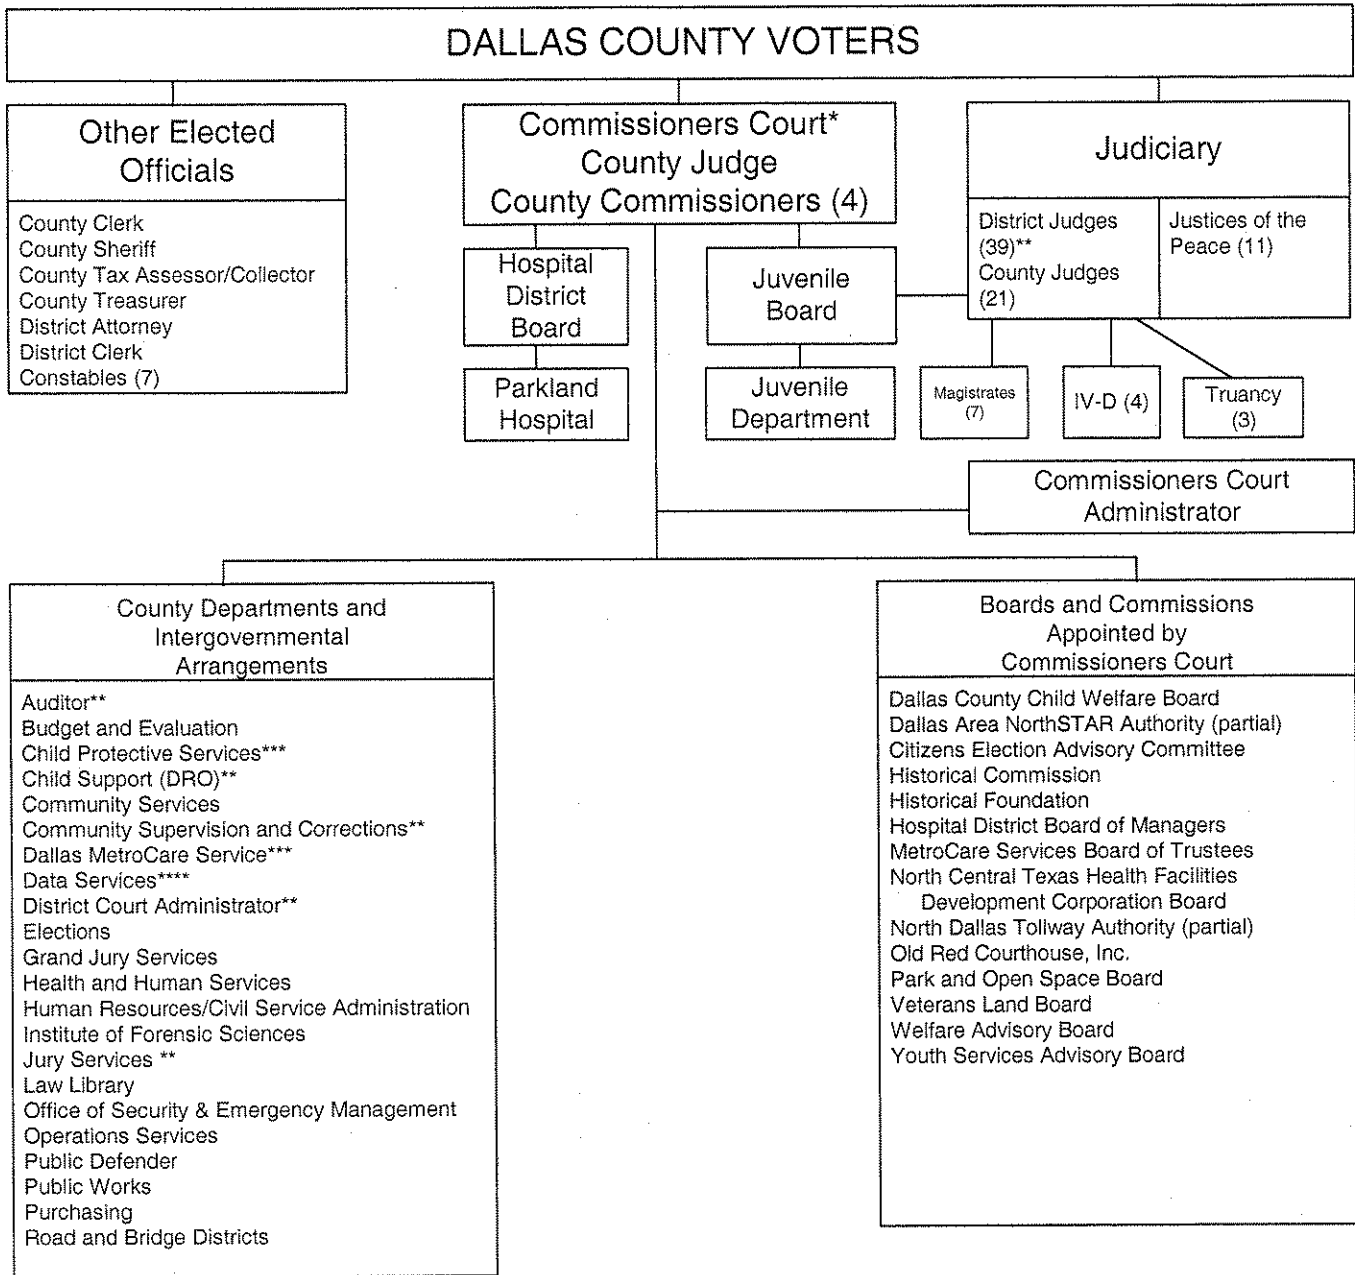 DALLAS COUNTY VOTERS
Other Elected
Officials
County Clerk
County Sheriff
County Tax Assessor/Collector
County Treasurer
District Attorney
District Clerk
Constables (7)
Commissioners Court*
County Judge
County Commissioners (4)
Hospital
District
Board
Parkland
Hospital
Juvenile
Board
Juvenile
Department
Judiciary
District Judges
(39)**
County Judges
(21)
Justices of the
Peace (11)
Magistrates
(7)
IV-D (4)
Truancy
(3)
Commissioners Court
Administrator
County Departments and
Intergovernmental
Arrangements
Auditor**
Budget and Evaluation
Child Protective Services***
Child Support (DRO)**
Community Services
Community Supervision and Corrections**
Dallas MetroCare Service***
Data Services****
District Court Administrator**
Elections
Grand Jury Services
Health and Human Services
Human Resources/Civil Service Administration
Institute of Forensic Sciences
Jury Services **
Law Library
Office of Security & Emergency Management
Operations Services
Public Defender
Public Works
Purchasing
Road and Bridge Districts
Boards and Commissions
Appointed by
Commissioners Court
Dallas County Child Welfare Board
Dallas Area NorthSTAR Authority (partial)
Citizens Election Advisory Committee
Historical Commission
Historical Foundation
Hospital District Board of Managers
MetroCare Services Board of Trustees
North Central Texas Health Facilities
Development Corporation Board
North Dallas Tollway Authority (partial)
Old Red Courthouse, Inc.
Park and Open Space Board
Veterans Land Board
Welfare Advisory Board
Youth Services Advisory Board